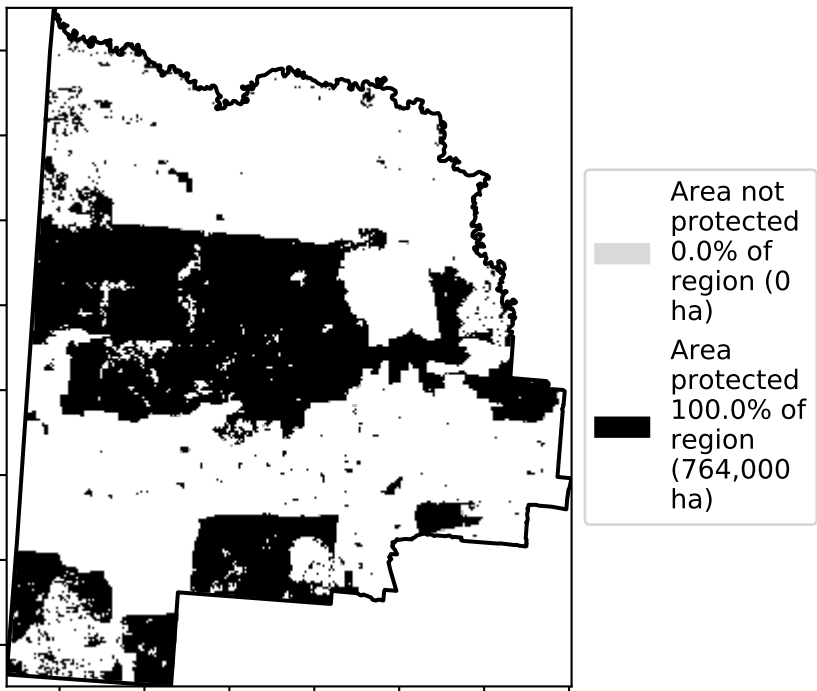 Area not
protected
0.0% of
region (0
ha)
Area
protected
100.0% of
region
(764,000
ha)